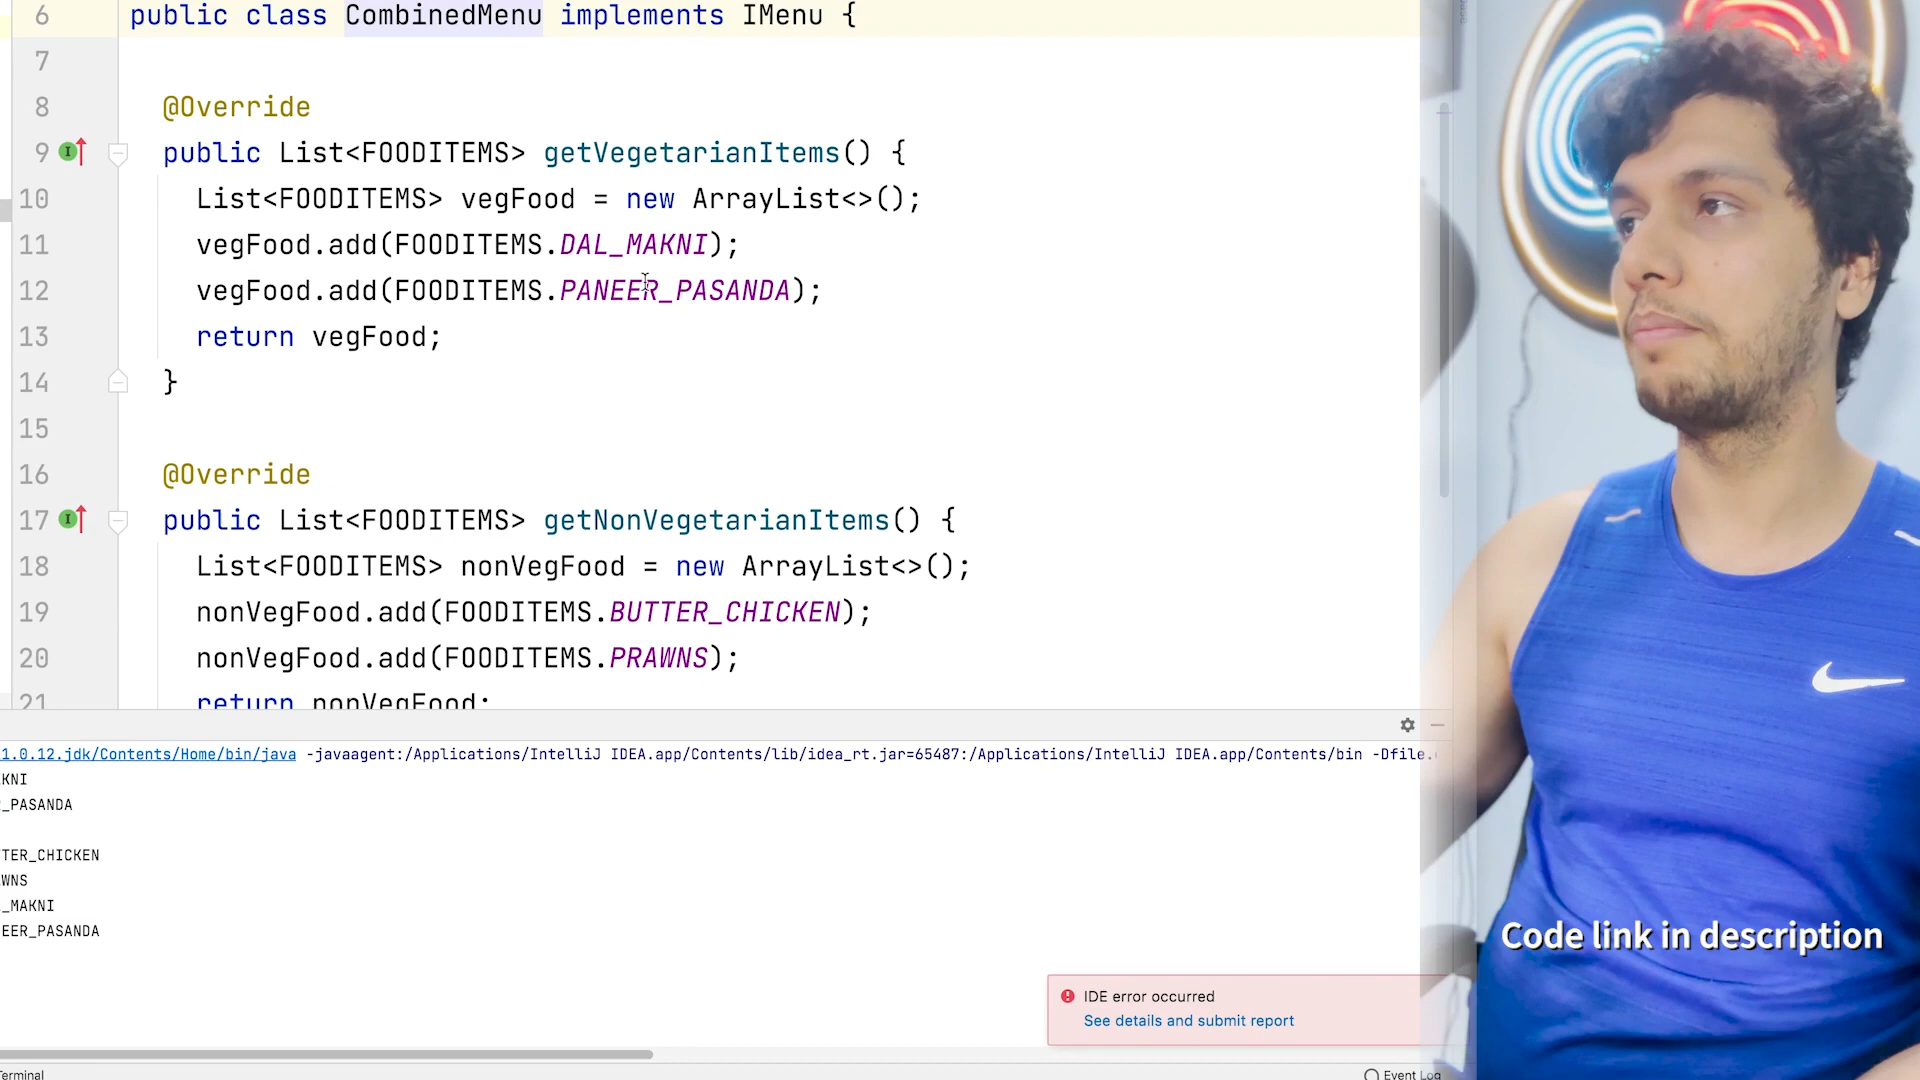 6 public class CombinedMenu implements IMenu {
7
8 @Override
9 public List<FOODITEMS> getVegetarianItems() {
10 List<FOODITEMS> vegFood = new ArrayList<>();
11 vegFood.add(FOODITEMS.DAL_MAKNI);
12 vegFood.add(FOODITEMS.PANEER_PASANDA);
13 return vegFood;
14 }
15
16 @Override
17 public List<FOODITEMS> getNonVegetarianItems() {
18 List<FOODITEMS> nonVegFood = new ArrayList<>();
19 nonVegFood.add(FOODITEMS.BUTTER_CHICKEN);
20 nonVegFood.add(FOODITEMS.PRAWNS);
21 return nonVegFood;
1.0.12.jdk/Contents/Home/bin/java -javaagent:/Applications/IntelliJ IDEA.app/Contents/lib/idea_rt.jar=65487:/Applications/IntelliJ IDEA.app/Contents/bin -Dfile.
KNI
_PASANDA
TER_CHICKEN
WNS
_MAKNI
EER_PASANDA
Code link in description
IDE error occurred
See details and submit report
Terminal
Event Log